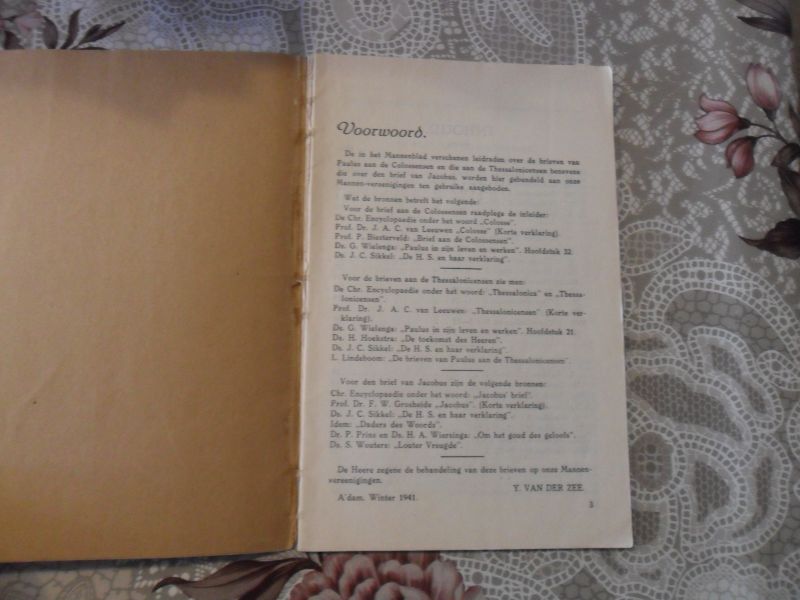 Voorwoord.
De in het Mannenblad verschenen leidraden over de brieven van
Paulus aan de Colossensen en die aan de Thessalonicensen benevens
die over den brief van Jacobus, worden hier gebundeld aan onze
Mannen-vereenigingen ten gebruike aangeboden.
Wat de bronnen betreft het volgende:
Voor de brief aan de Colossensen raadplege de inleider:
De Chr. Encyclopaedie onder het woord „Colosse".
Prof. Dr. J. A. C. van Leeuwen „Colosse" (Korte verklaring).
Prof. P. Biesterveld: „Brief aan de Colossensen".
Ds. G. Wielenga: „Paulus in zijn leven en werken". Hoofdstuk 32.
Ds. J. C. Sikkel: „De H. S. en haar verklaring".
Voor de brieven aan de Thessalonicensen zie men:
De Chr. Encyclopaedie onder het woord: „Thessalonica" en „Thessa-
lonicensen".
Prof. Dr. J. A. C. van Leeuwen: „Thessalonicensen" (Korte ver-
klaring).
Ds. G. Wielenga: „Paulus in zijn leven en werken". Hoofdstuk 21.
Ds. H. Hoekstra: „De toekomst des Heeren".
Ds. J. C. Sikkel: „De H. S. en haar verklaring".
L. Lindeboom: „De brieven van Paulus aan de Thessalonicensen".
Voor den brief van Jacobus zijn de volgende bronnen:
Chr. Encyclopaedie onder het woord: „Jacobus' brief".
Prof. Dr. F. W. Grosheide „Jacobus". (Korte verklaring).
Ds. J. C. Sikkel: „De H. S. en haar verklaring".
Idem: „Daders des Woords".
Dr. P. Prins en Ds. H. A. Wiersinga: „Om het goud des geloofs".
Ds. S. Wouters: „Louter Vreugde".
De Heere zegene de behandeling van deze brieven op onze Mannen-
vereenigingen.
Y. VAN DER ZEE.
A'dam. Winter 1941.
3